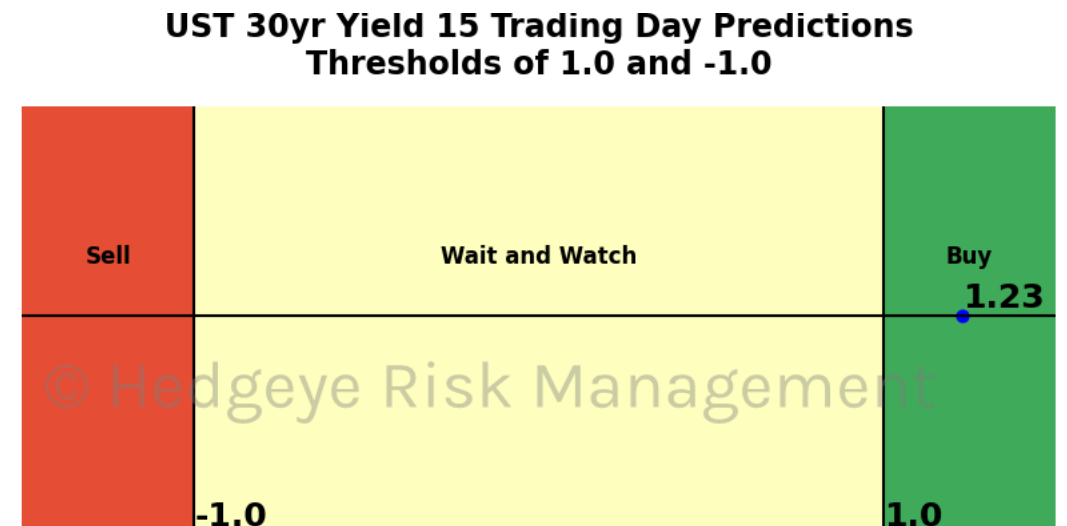 UST 30yr Yield 15 Trading Day Predictions
Thresholds of 1.0 and -1.0
Sell
Wait and Watch
Buy
1.23
© Hedgeye Risk Management
-1.0
1.0